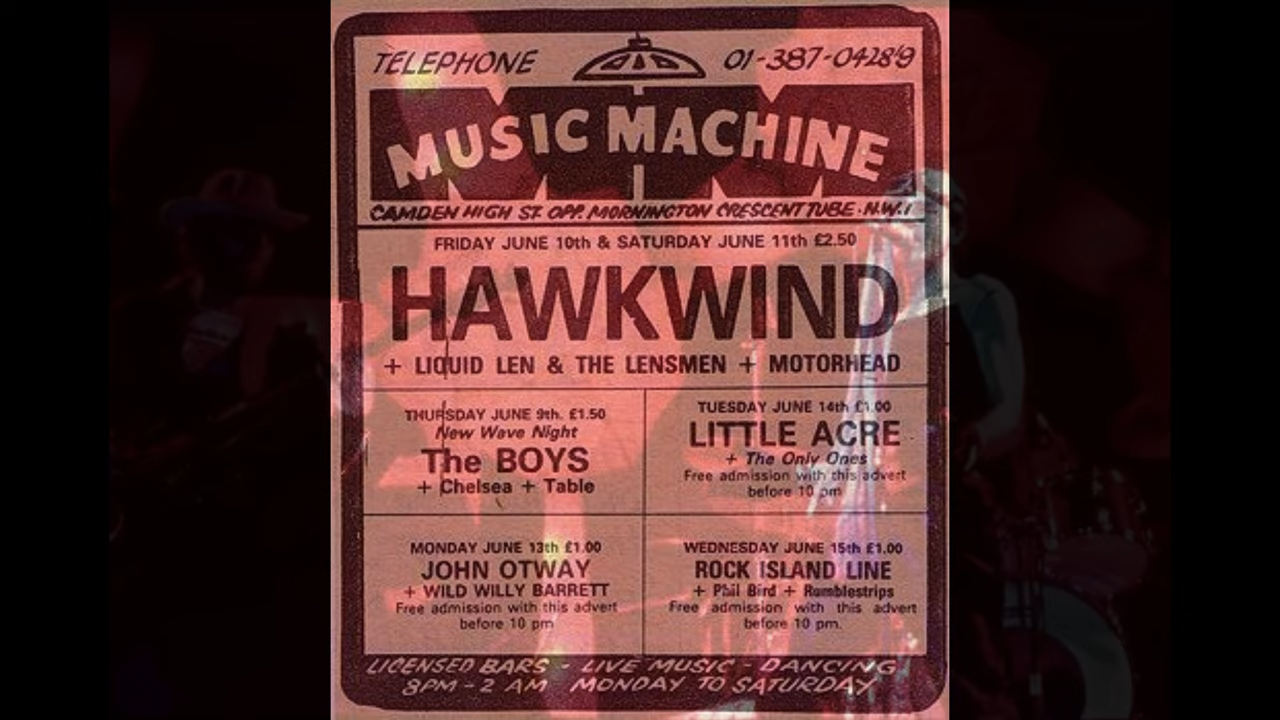 TELEPHONE 01-387-0428/9
MUSIC MACHINE
CAMDEN HIGH ST. OPP. MORNINGTON CRESCENT TUBE · N.W.1
FRIDAY JUNE 10th & SATURDAY JUNE 11th £2.50
HAWKWIND
+ LIQUID LEN & THE LENSMEN + MOTORHEAD
THURSDAY JUNE 9th. £1.50
New Wave Night
The BOYS
+ Chelsea + Table
TUESDAY JUNE 14th £1.00
LITTLE ACRE
+ The Only Ones
Free admission with this advert
before 10 pm
MONDAY JUNE 13th £1.00
JOHN OTWAY
+ WILD WILLY BARRETT
Free admission with this advert
before 10 pm
WEDNESDAY JUNE 15th £1.00
ROCK ISLAND LINE
+ Phil Bird + Rumblestrips
Free admission with this advert
before 10 pm.
LICENSED BARS - LIVE MUSIC - DANCING
8PM - 2 AM MONDAY TO SATURDAY